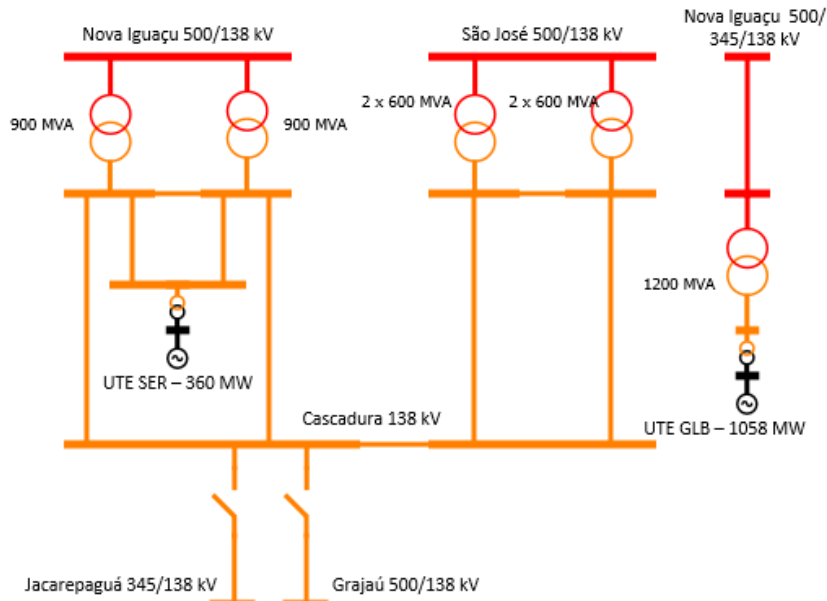 Nova Iguaçu 500/138 kV
São José 500/138 kV
Nova Iguaçu 500/
345/138 kV
900 MVA
900 MVA
2 x 600 MVA
2 x 600 MVA
1200 MVA
UTE SER – 360 MW
UTE GLB – 1058 MW
Cascadura 138 kV
Jacarepaguá 345/138 kV
Grajaú 500/138 kV